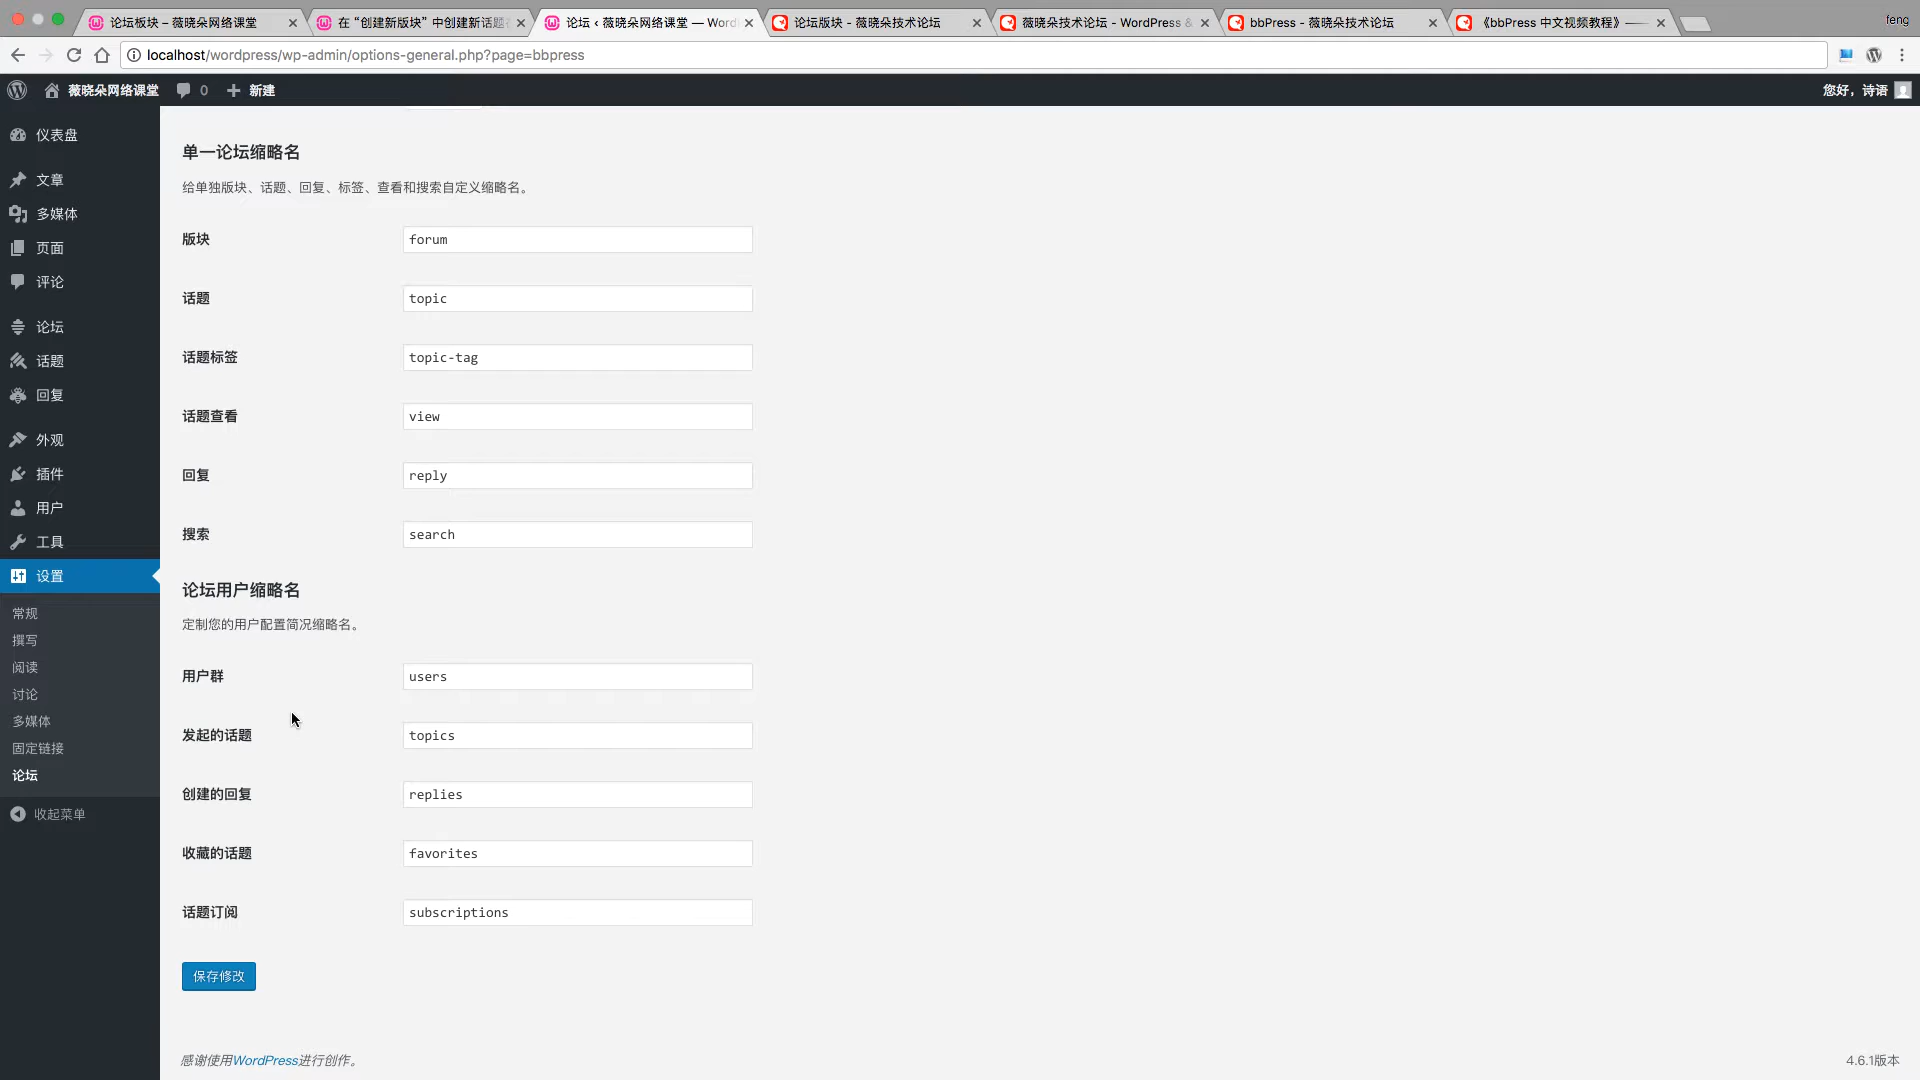 论坛板块 – 薇晓朵网络课堂
在“创建新版块”中创建新话题
论坛 ‹ 薇晓朵网络课堂 — Word
论坛版块 - 薇晓朵技术论坛
薇晓朵技术论坛 - WordPress &
bbPress - 薇晓朵技术论坛
《bbPress 中文视频教程》——
feng
localhost/wordpress/wp-admin/options-general.php?page=bbpress
薇晓朵网络课堂
0
新建
您好，诗语
仪表盘
文章
多媒体
页面
评论
论坛
话题
回复
外观
插件
用户
工具
设置
常规
撰写
阅读
讨论
多媒体
固定链接
论坛
收起菜单
单一论坛缩略名
给单独版块、话题、回复、标签、查看和搜索自定义缩略名。
版块
forum
话题
topic
话题标签
topic-tag
话题查看
view
回复
reply
搜索
search
论坛用户缩略名
定制您的用户配置简况缩略名。
用户群
users
发起的话题
topics
创建的回复
replies
收藏的话题
favorites
话题订阅
subscriptions
保存修改
感谢使用WordPress进行创作。
4.6.1版本